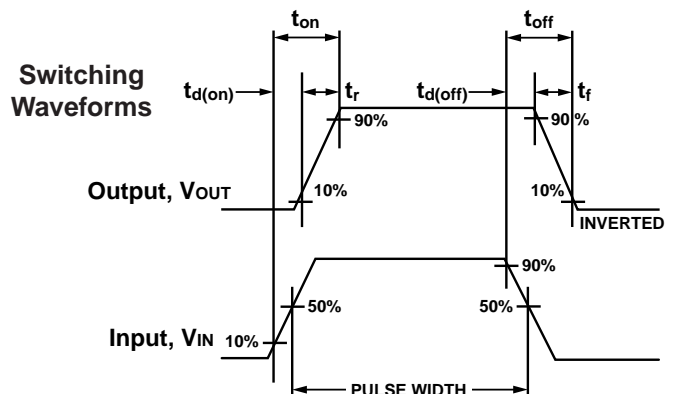 ton
toff
Switching
Waveforms
td(on)
tr
td(off)
tf
90%
90%
Output, VOUT
10%
10%
INVERTED
90%
50%
50%
Input, VIN
10%
PULSE WIDTH